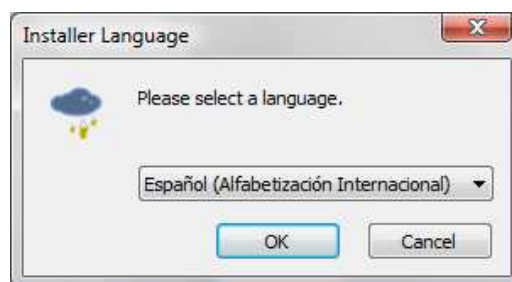 Installer Language
Please select a language.
Español (Alfabetización Internacional)
OK
Cancel